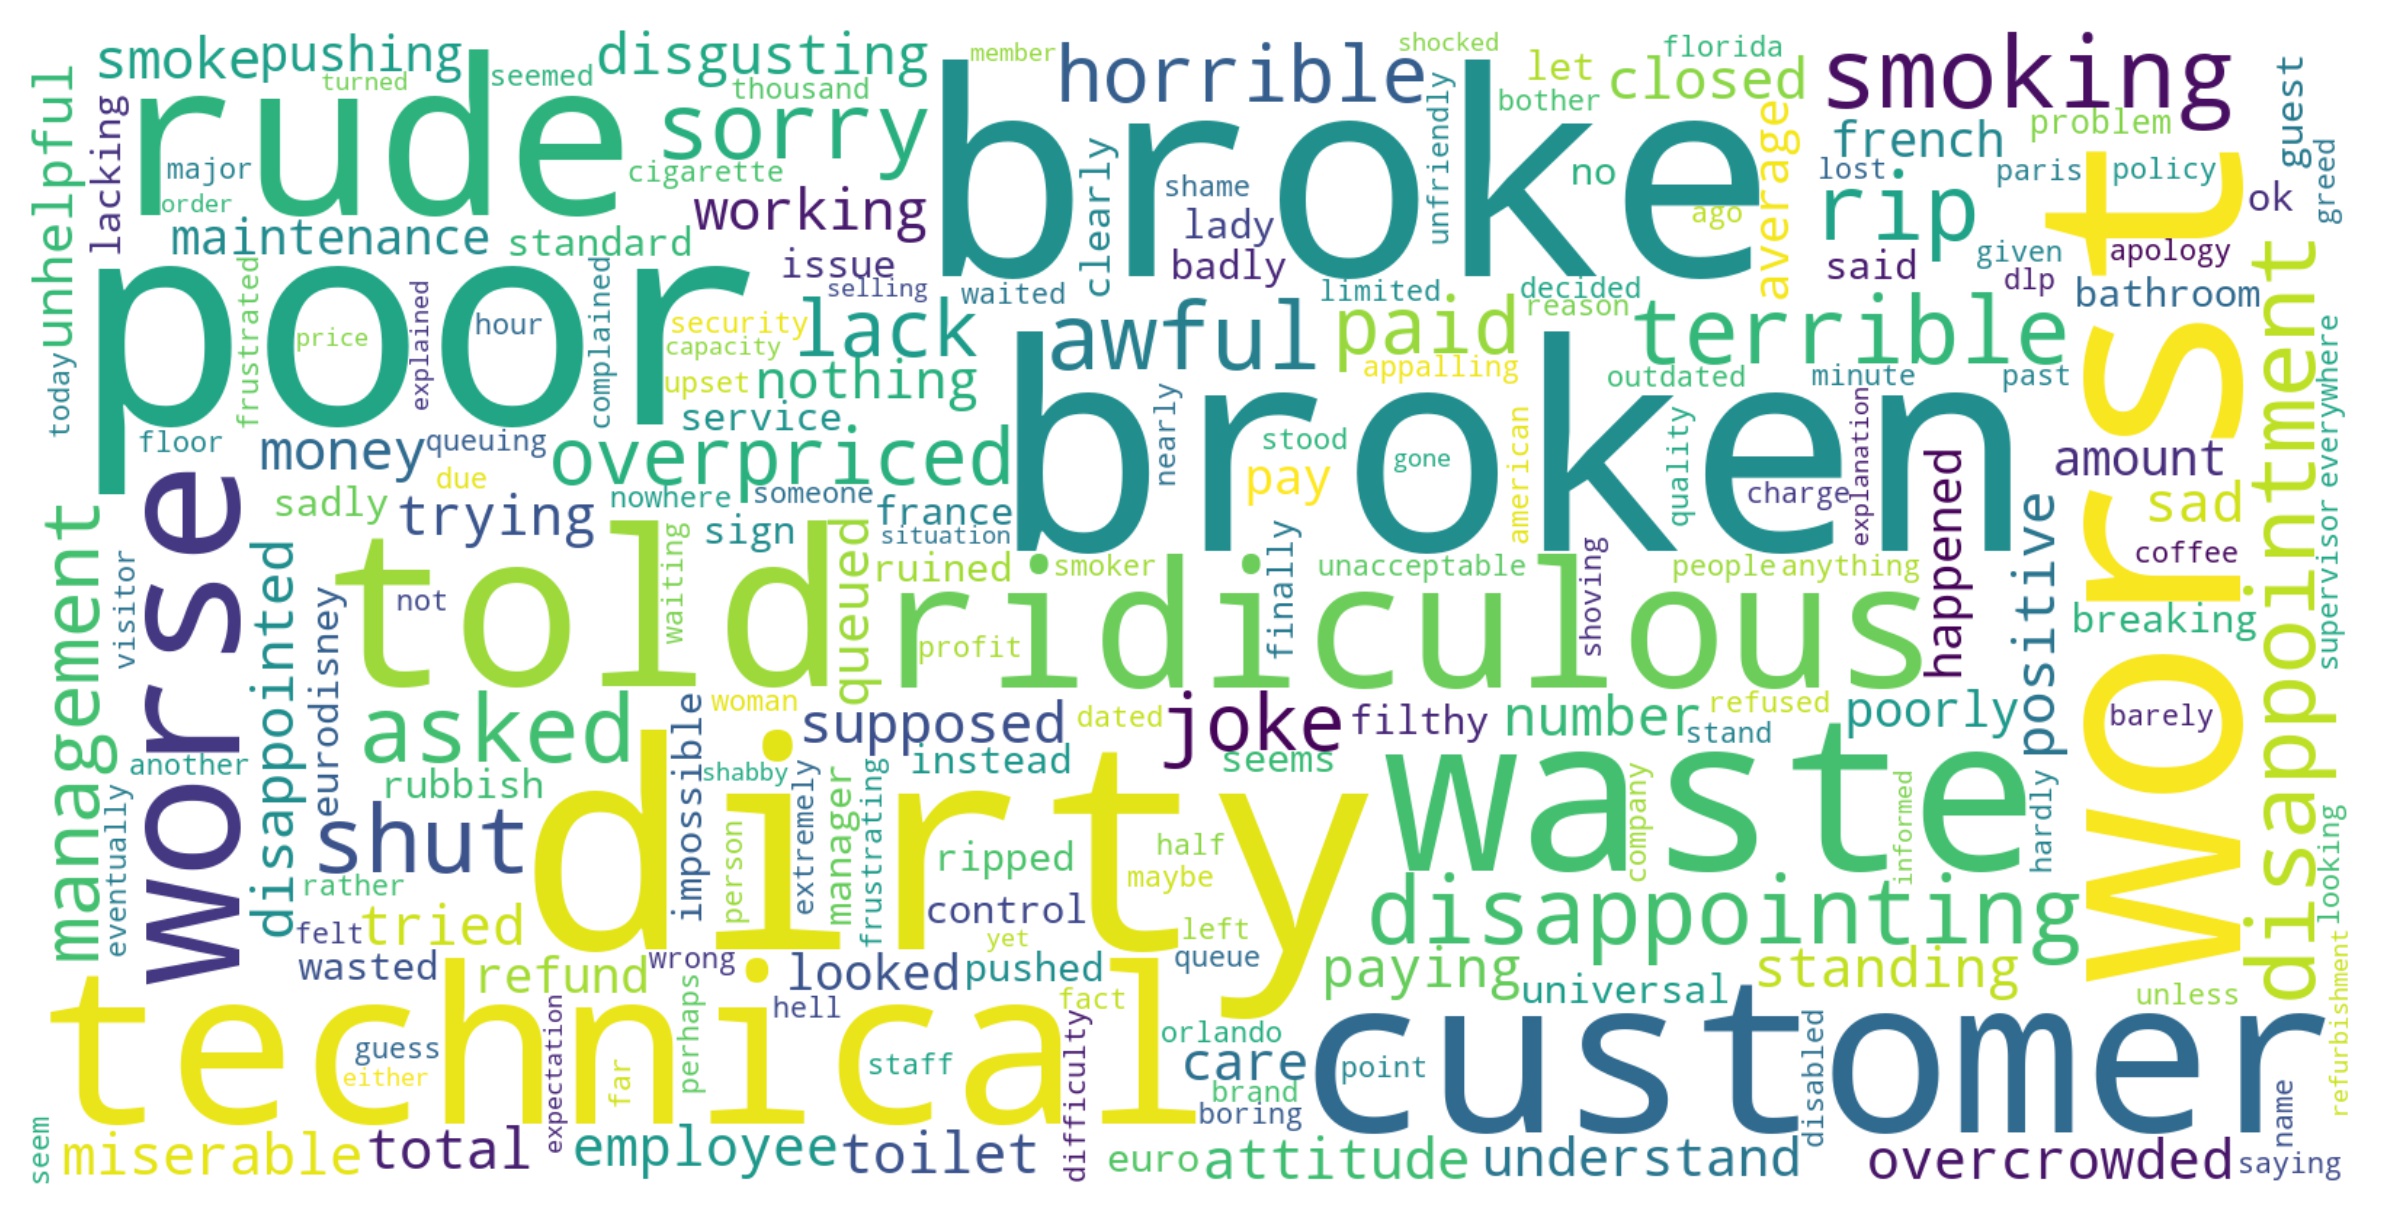 smoke
pushing
disgusting
member
horrible
shocked
let
florida
closed
smoking
guest
unhelpful
lacking
turned
rude
seemed
thousand
sorry
broke
bother
average
french
problem
worst
greed
major
order
cigarette
working
clearly
shame
lady
badly
unfriendly
no
ago
lost
rip
paris
policy
ok
maintenance
standard
issue
selling
waited
limited
decided
reason
said
given
dlp
apology
bathroom
disappointment
poor
frustrated
price
explained
hour
complained
security
capacity
upset
lack
nothing
service
awful
paid
appalling
terrible
outdated
minute
past
today
floor
money
queuing
overpriced
nearly
broken
stood
pay
gone
american
quality
charge
explanation
happened
amount
everywhere
supervisor
worse
due
sadly
trying
nowhere
someone
sign
france
situation
sad
coffee
management
visitor
disappointed
eurodisney
told
not
waiting
queued
ruined
smoker
ridiculous
profit
finally
unacceptable
shoving
people
anything
positive
breaking
another
eventually
asked
rubbish
impossible
woman
supposed
dated
joke
filthy
number
refused
stand
poorly
barely
shut
shabby
extremely
manager
frustrating
instead
seems
dirty
waste
company
informed
hardly
looking
rather
felt
tried
person
ripped
control
yet
half
maybe
left
queue
disappointing
wasted
refund
wrong
looked
pushed
hell
fact
paying
universal
standing
unless
refurbishment
technical
guess
either
expectation
far
perhaps
staff
difficulty
orlando
care
brand
boring
customer
point
disabled
name
seem
miserable
total
employee
toilet
euro
attitude
understand
overcrowded
saying